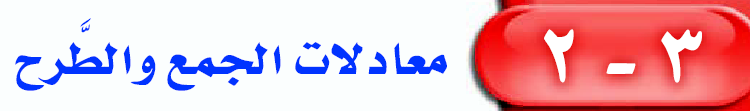 ٣ - ٢ معادلات الجمع والطَّرح